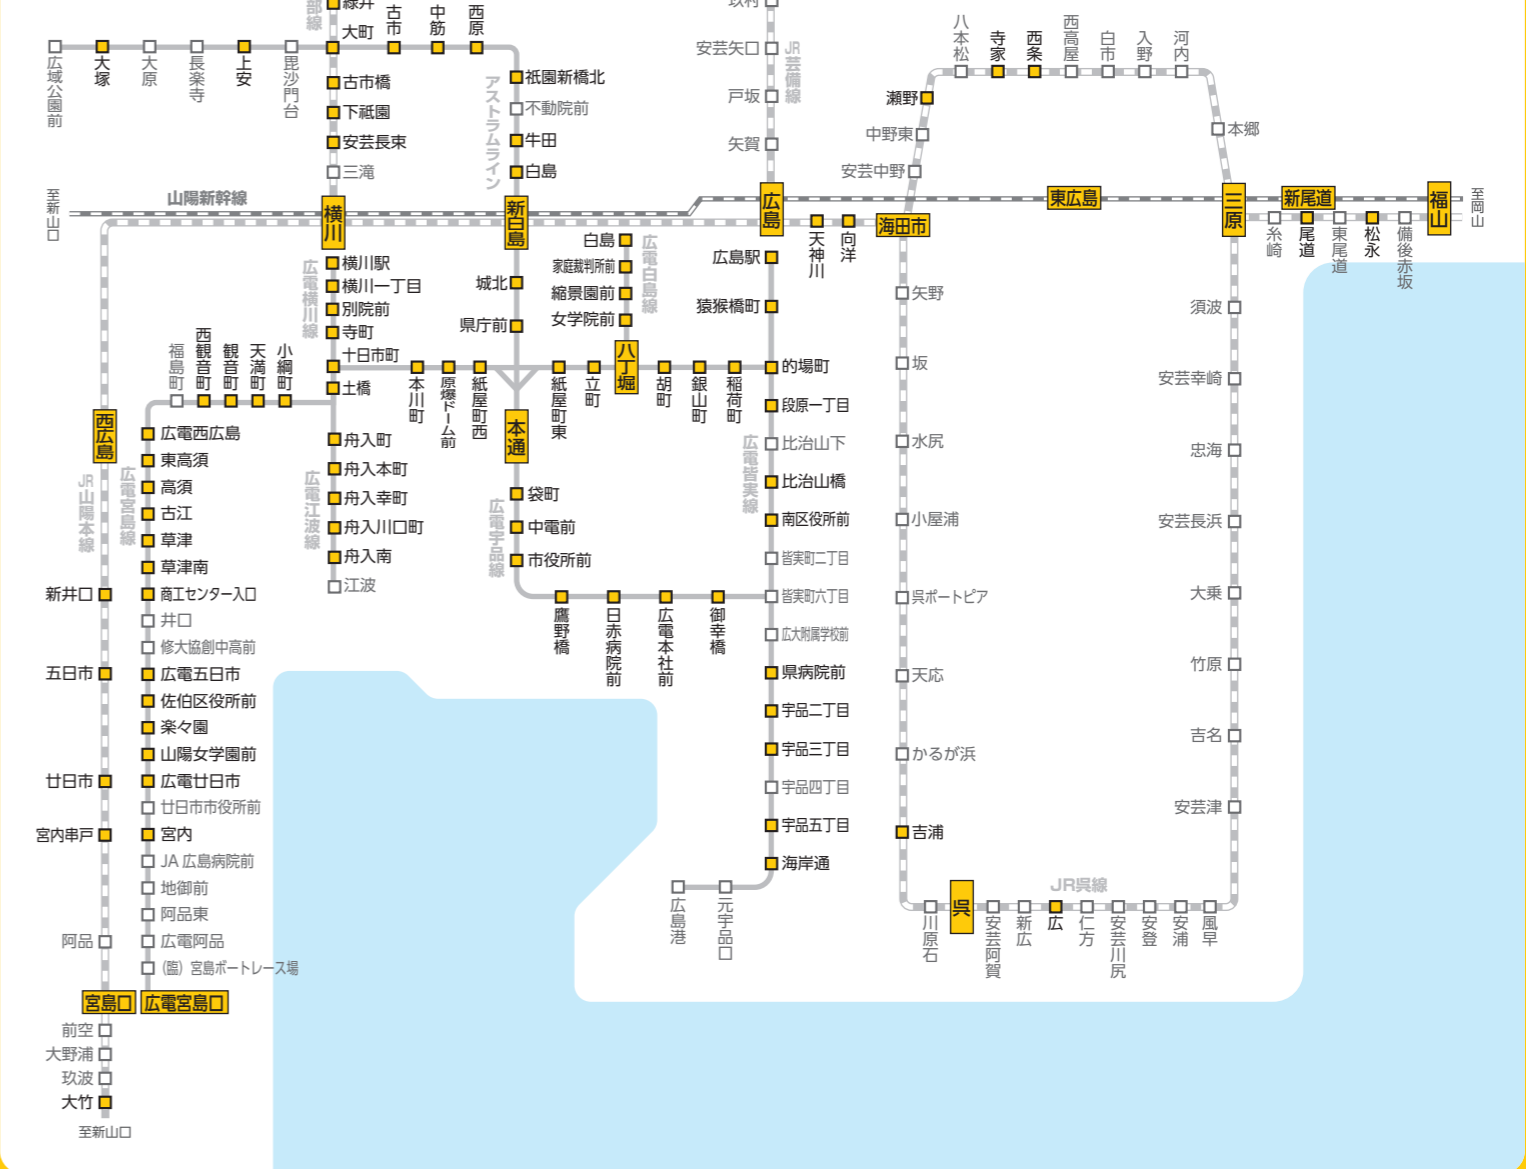 部線
緑井
大町
古市
中筋
西原
広域公園前
大塚
大原
長楽寺
上安
毘沙門台
古市橋
下祗園
安芸長束
三滝
アストラムライン
祇園新橋北
不動院前
牛田
白島
玖村
安芸矢口
JR芸備線
戸坂
矢賀
八本松
寺家
西条
西高屋
白市
入野
河内
瀬野
中野東
安芸中野
本郷
至新山口
山陽新幹線
横川
新白島
広島
天神川
向洋
海田市
東広島
三原
新尾道
福山
至岡山
糸崎
尾道
東尾道
松永
備後赤坂
広電横川線
横川駅
横川一丁目
別院前
寺町
十日市町
土橋
城北
県庁前
白島
家庭裁判所前
縮景園前
女学院前
広電白島線
広島駅
猿猴橋町
的場町
段原一丁目
比治山下
比治山橋
南区役所前
皆実町二丁目
皆実町六丁目
広大附属学校前
県病院前
宇品二丁目
宇品三丁目
宇品四丁目
宇品五丁目
海岸通
元宇品口
広島港
広電皆実線
福島町
西観音町
観音町
天満町
小網町
本川町
原爆ドーム前
紙屋町西
紙屋町東
立町
八丁堀
胡町
銀山町
稲荷町
本通
袋町
中電前
市役所前
広電宇品線
鷹野橋
日赤病院前
広電本社前
御幸橋
舟入町
舟入本町
舟入幸町
舟入川口町
舟入南
江波
広電江波線
西広島
JR山陽本線
広電宮島線
広電西広島
東高須
高須
古江
草津
草津南
商工センター入口
井口
修大協創中高前
広電五日市
佐伯区役所前
楽々園
山陽女学園前
広電廿日市
廿日市市役所前
宮内
JA 広島病院前
地御前
阿品東
広電阿品
（臨）宮島ボートレース場
広電宮島口
新井口
五日市
廿日市
宮内串戸
阿品
宮島口
前空
大野浦
玖波
大竹
至新山口
矢野
坂
水尻
小屋浦
呉ポートピア
天応
かるが浜
吉浦
川原石
呉
安芸阿賀
新広
広
仁方
安芸川尻
安登
安浦
風早
JR呉線
須波
安芸幸崎
忠海
安芸長浜
大乗
竹原
吉名
安芸津